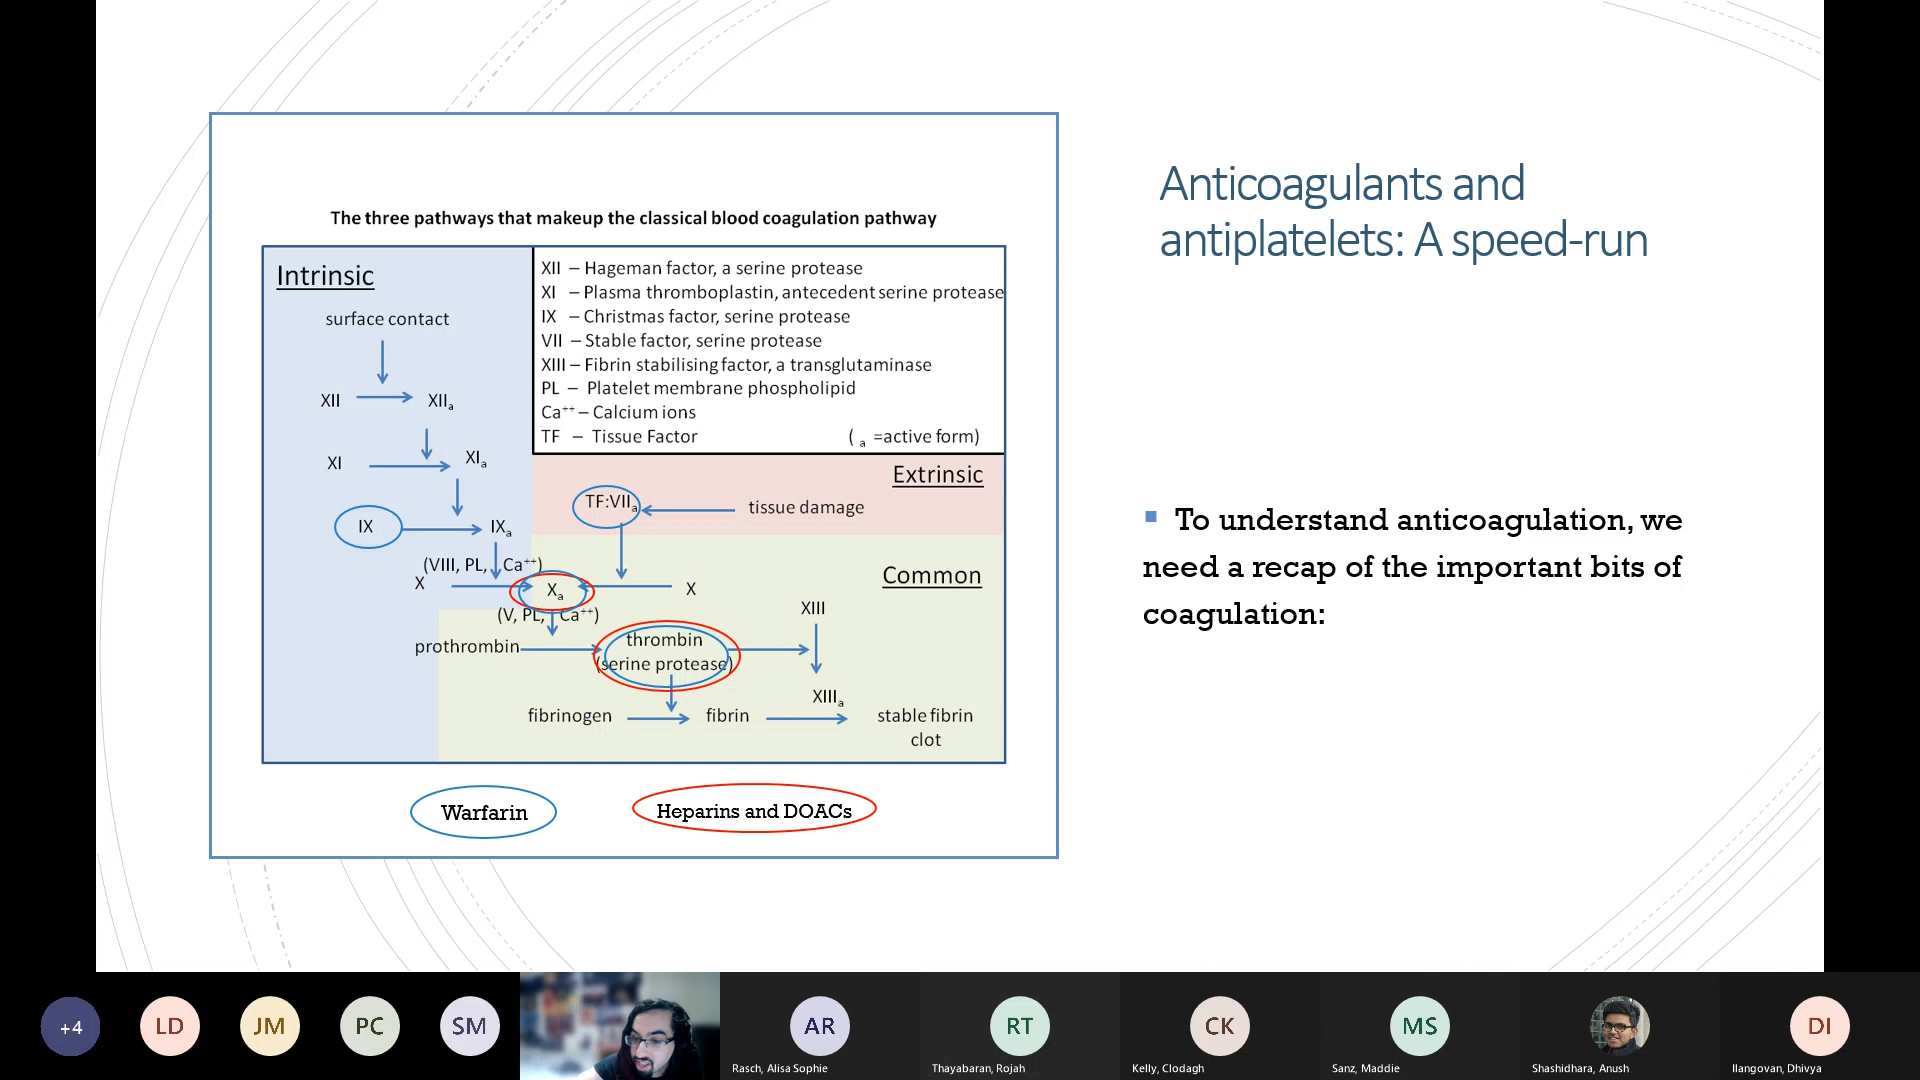 Anticoagulants and
antiplatelets: A speed-run
The three pathways that makeup the classical blood coagulation pathway
Intrinsic
surface contact
XII
XIIₐ
XI
XIₐ
IX
IXₐ
(VIII, PL, Ca⁺⁺)
X
Xₐ
X
(V, PL, Ca⁺⁺)
XII – Hageman factor, a serine protease
XI – Plasma thromboplastin, antecedent serine protease
IX – Christmas factor, serine protease
VII – Stable factor, serine protease
XIII – Fibrin stabilising factor, a transglutaminase
PL – Platelet membrane phospholipid
Ca⁺⁺ – Calcium ions
TF – Tissue Factor ( ₐ =active form)
Extrinsic
TF:VIIₐ
tissue damage
Common
XIII
prothrombin
thrombin
(serine protease)
XIIIₐ
fibrinogen
fibrin
stable fibrin
clot
Warfarin
Heparins and DOACs
▪ To understand anticoagulation, we
need a recap of the important bits of
coagulation:
+4
LD
JM
PC
SM
AR
Rasch, Alisa Sophie
RT
Thayabaran, Rojah
CK
Kelly, Clodagh
MS
Sanz, Maddie
Shashidhara, Anush
DI
Ilangovan, Dhivya